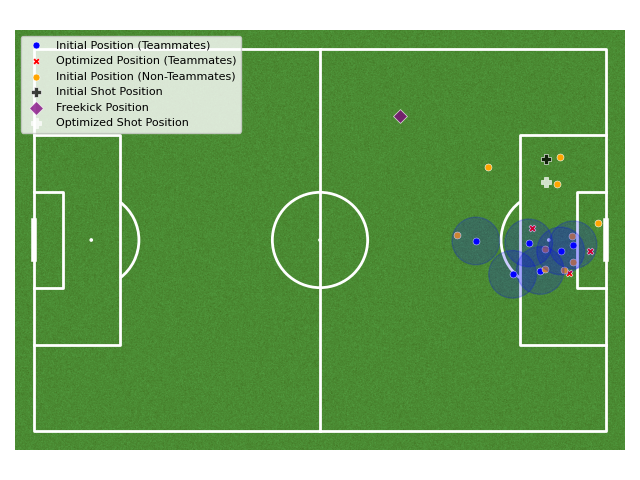 Initial Position (Teammates)
Optimized Position (Teammates)
Initial Position (Non-Teammates)
Initial Shot Position
Freekick Position
Optimized Shot Position